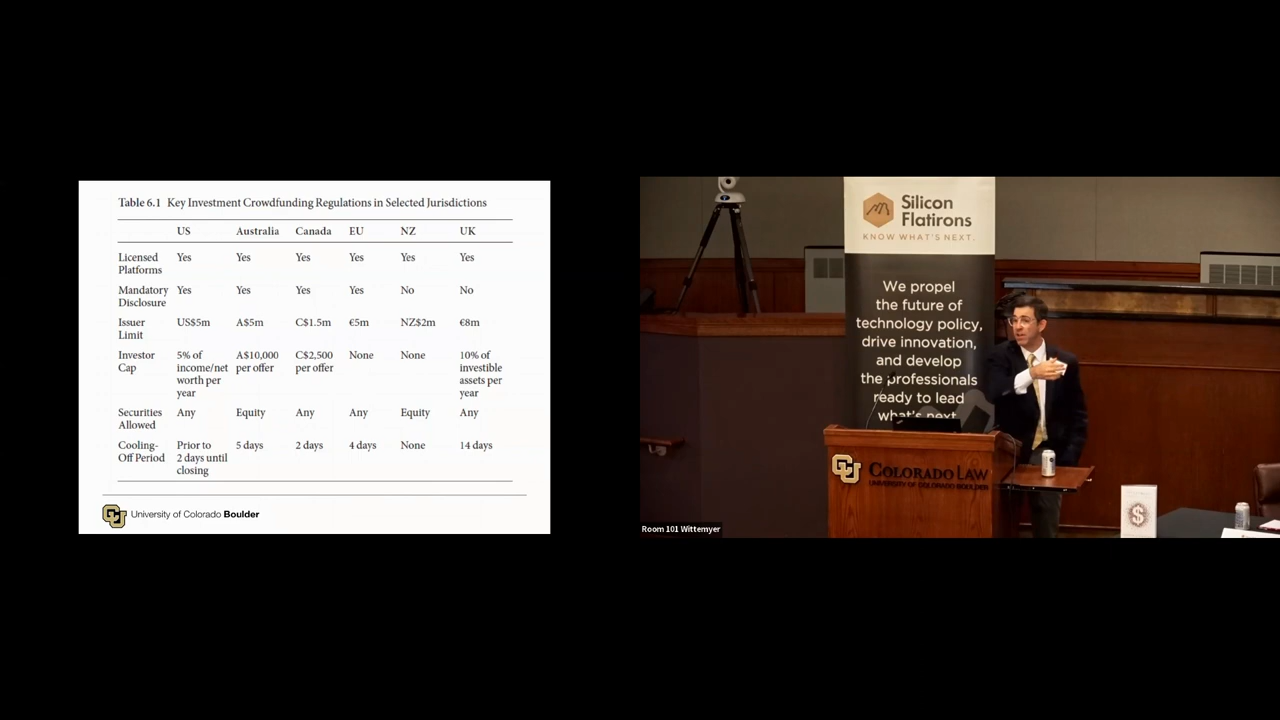 Table 6.1 Key Investment Crowdfunding Regulations in Selected Jurisdictions
US Australia Canada EU NZ UK
Licensed Yes Yes Yes Yes Yes Yes
Platforms
Mandatory Yes Yes Yes Yes No No
Disclosure
Issuer US$5m A$5m C$1.5m €5m NZ$2m €8m
Limit
Investor 5% of A$10,000 C$2,500 None None 10% of
Cap income/net per offer per offer investible
worth per assets per
year year
Securities Any Equity Any Any Equity Any
Allowed
Cooling- Prior to 5 days 2 days 4 days None 14 days
Off Period 2 days until
closing
CU University of Colorado Boulder
Silicon
Flatirons
KNOW WHAT'S NEXT.
We propel
the future of
technology policy,
drive innovation,
and develop
the professionals
ready to lead
what's next.
CU COLORADO LAW
UNIVERSITY OF COLORADO BOULDER
$
Room 101 Wittemyer